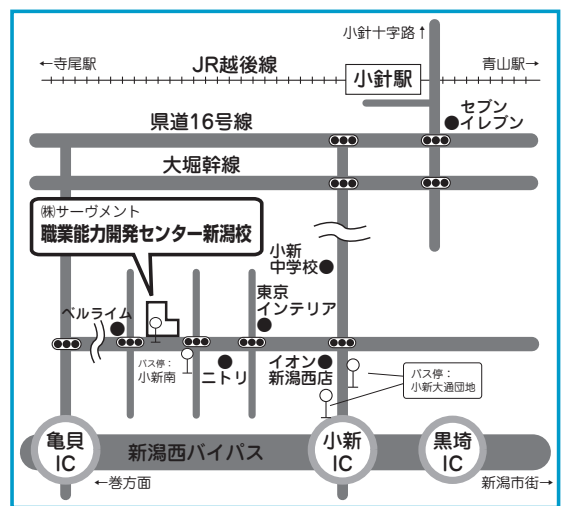 小針十字路↑
←寺尾駅
JR越後線
青山駅→
小針駅
セブン
イレブン
県道16号線
大堀幹線
㈱サーヴメント
職業能力開発センター新潟校
小新
中学校
東京
インテリア
ベルライム
バス停：
小新南
ニトリ
イオン
新潟西店
バス停：
小新大通団地
亀貝
IC
新潟西バイパス
小新
IC
黒埼
IC
←巻方面
新潟市街→